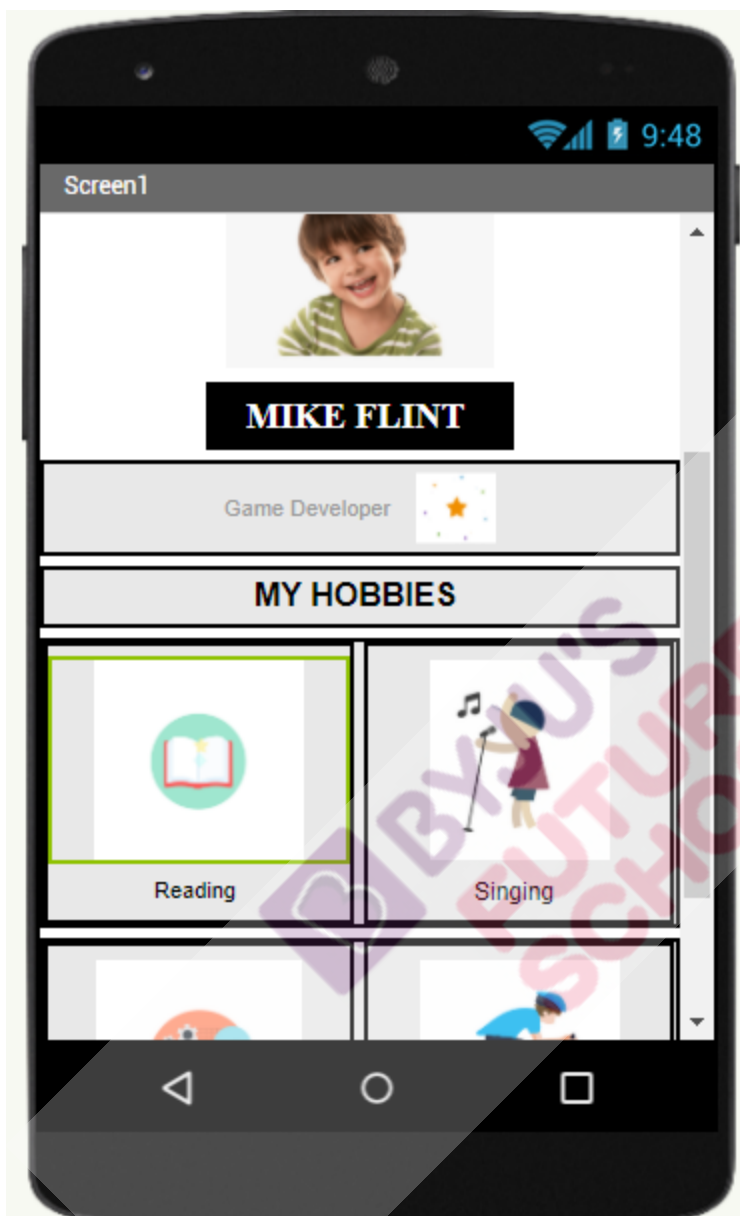 9:48
Screen1
MIKE FLINT
Game Developer
MY HOBBIES
Reading
Singing
BYJU'S
FUTURE
SCHOOL